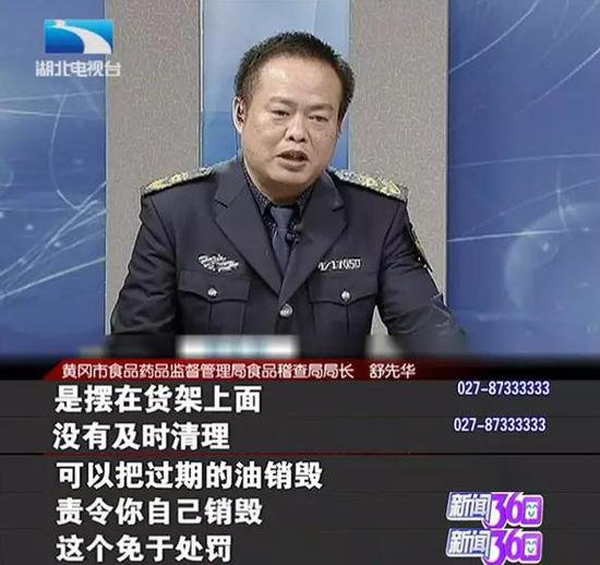 湖北电视台
黄冈市食品药品监督管理局食品稽查局局长 舒先华
是摆在货架上面
027-87333333
没有及时清理
027-87333333
可以把过期的油销毁
责令你自己销毁
新闻360
这个免于处罚
新闻360